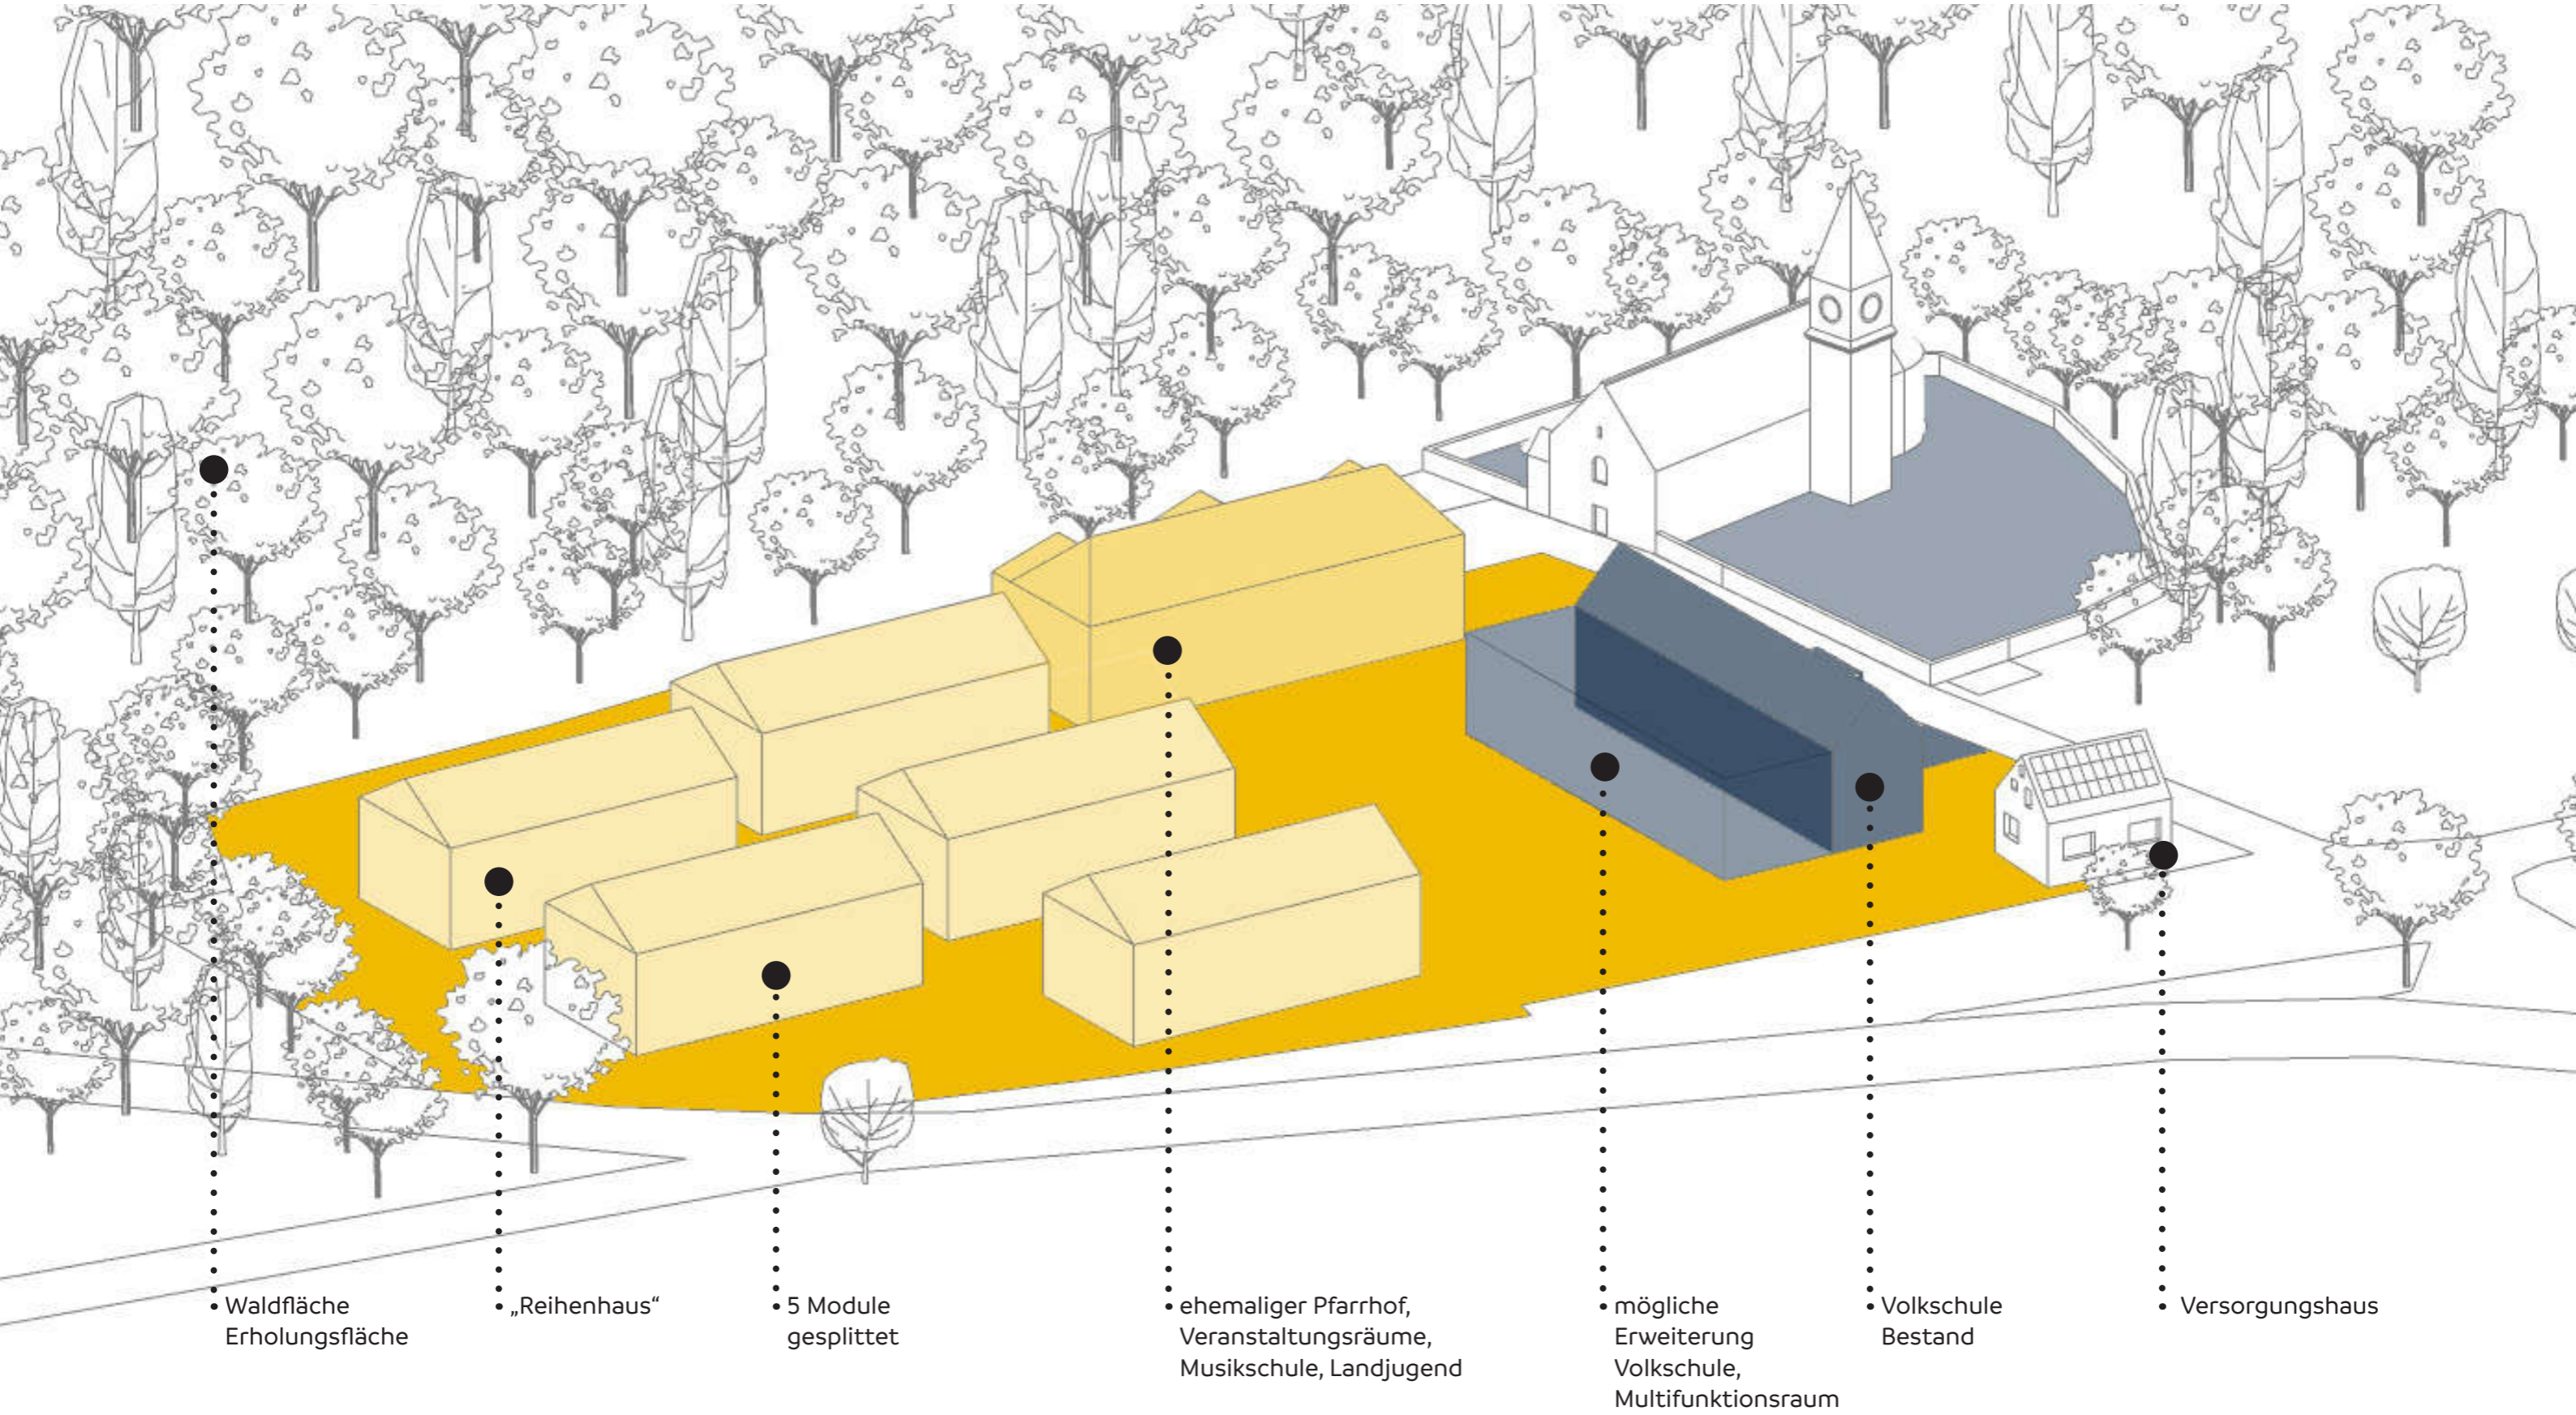 Waldfläche
Erholungsfläche
„Reihenhaus“
5 Module
gesplittet
ehemaliger Pfarrhof,
Veranstaltungsräume,
Musikschule, Landjugend
mögliche
Erweiterung
Volkschule,
Multifunktionsraum
Volkschule
Bestand
Versorgungshaus